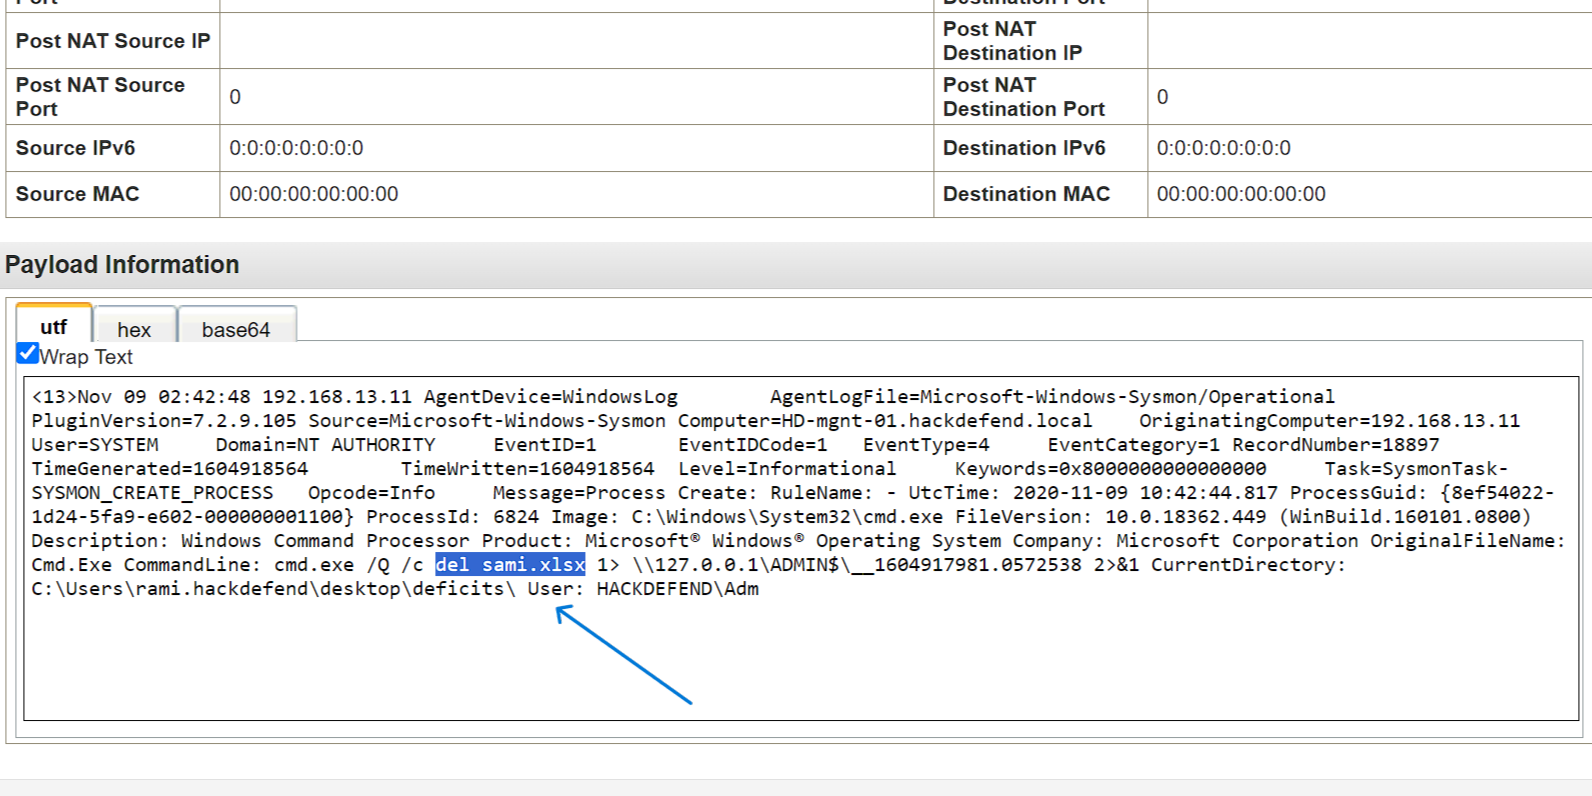 Port Destination Port
Post NAT Source IP Post NAT Destination IP
Post NAT Source Port 0 Post NAT Destination Port 0
Source IPv6 0:0:0:0:0:0:0:0 Destination IPv6 0:0:0:0:0:0:0:0
Source MAC 00:00:00:00:00:00 Destination MAC 00:00:00:00:00:00
Payload Information
utf hex base64
Wrap Text
<13>Nov 09 02:42:48 192.168.13.11 AgentDevice=WindowsLog AgentLogFile=Microsoft-Windows-Sysmon/Operational
PluginVersion=7.2.9.105 Source=Microsoft-Windows-Sysmon Computer=HD-mgnt-01.hackdefend.local OriginatingComputer=192.168.13.11
User=SYSTEM Domain=NT AUTHORITY EventID=1 EventIDCode=1 EventType=4 EventCategory=1 RecordNumber=18897
TimeGenerated=1604918564 TimeWritten=1604918564 Level=Informational Keywords=0x8000000000000000 Task=SysmonTask-
SYSMON_CREATE_PROCESS Opcode=Info Message=Process Create: RuleName: - UtcTime: 2020-11-09 10:42:44.817 ProcessGuid: {8ef54022-
1d24-5fa9-e602-000000001100} ProcessId: 6824 Image: C:\Windows\System32\cmd.exe FileVersion: 10.0.18362.449 (WinBuild.160101.0800)
Description: Windows Command Processor Product: Microsoft® Windows® Operating System Company: Microsoft Corporation OriginalFileName:
Cmd.Exe CommandLine: cmd.exe /Q /c del sami.xlsx 1> \\127.0.0.1\ADMIN$\__1604917981.0572538 2>&1 CurrentDirectory:
C:\Users\rami.hackdefend\desktop\deficits\ User: HACKDEFEND\Adm